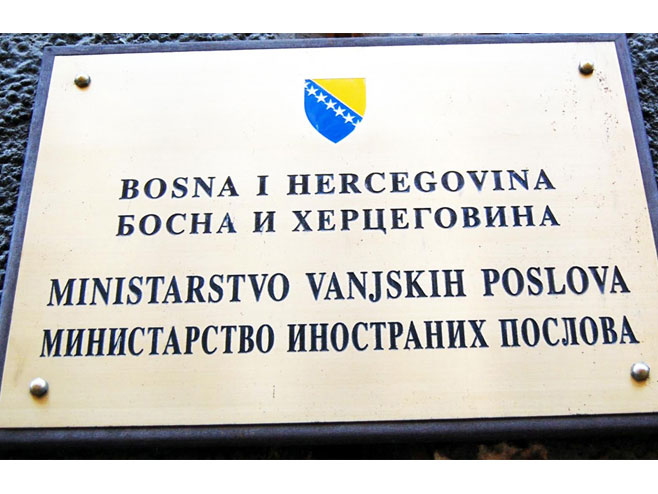 BOSNA I HERCEGOVINA
БОСНА И ХЕРЦЕГОВИНА
MINISTARSTVO VANJSKIH POSLOVA
МИНИСТАРСТВО ИНОСТРАНИХ ПОСЛОВА